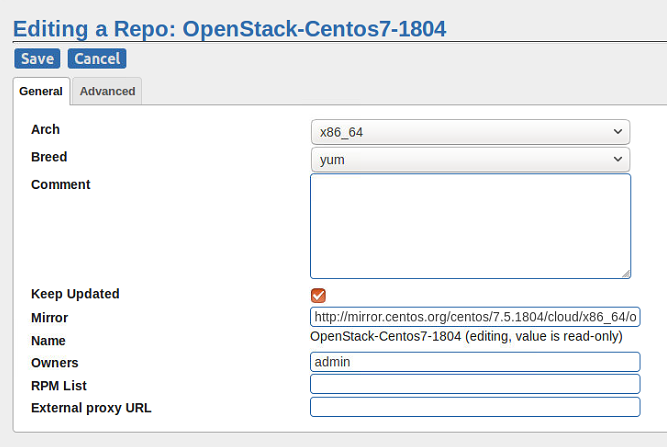 Editing a Repo: OpenStack-Centos7-1804
Save Cancel
General Advanced
Arch x86_64
Breed yum
Comment
Keep Updated
Mirror http://mirror.centos.org/centos/7.5.1804/cloud/x86_64/o
Name OpenStack-Centos7-1804 (editing, value is read-only)
Owners admin
RPM List
External proxy URL